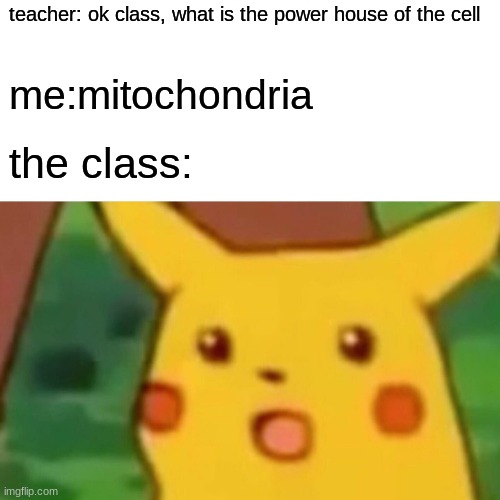 teacher: ok class, what is the power house of the cell
me:mitochondria
the class:
imgflip.com